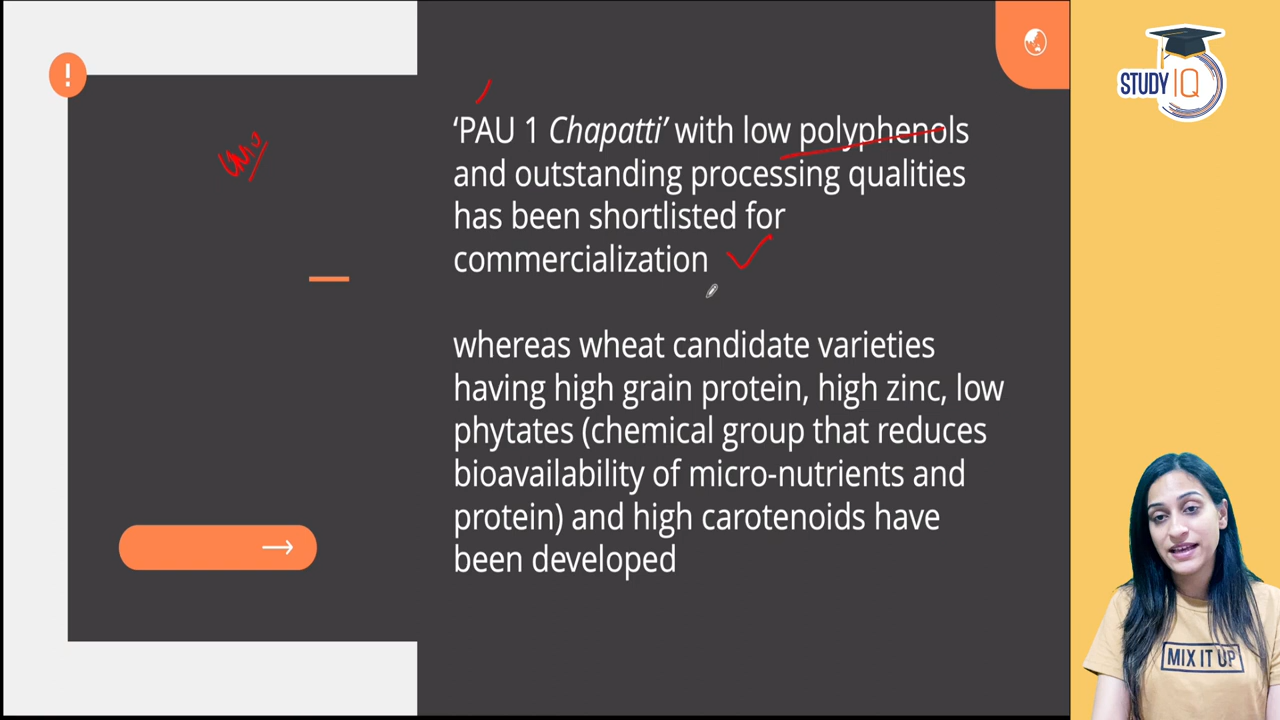 !
'PAU 1 Chapatti' with low polyphenols
and outstanding processing qualities
has been shortlisted for
commercialization
whereas wheat candidate varieties
having high grain protein, high zinc, low
phytates (chemical group that reduces
bioavailability of micro-nutrients and
protein) and high carotenoids have
been developed
STUDY IQ
MIX IT UP